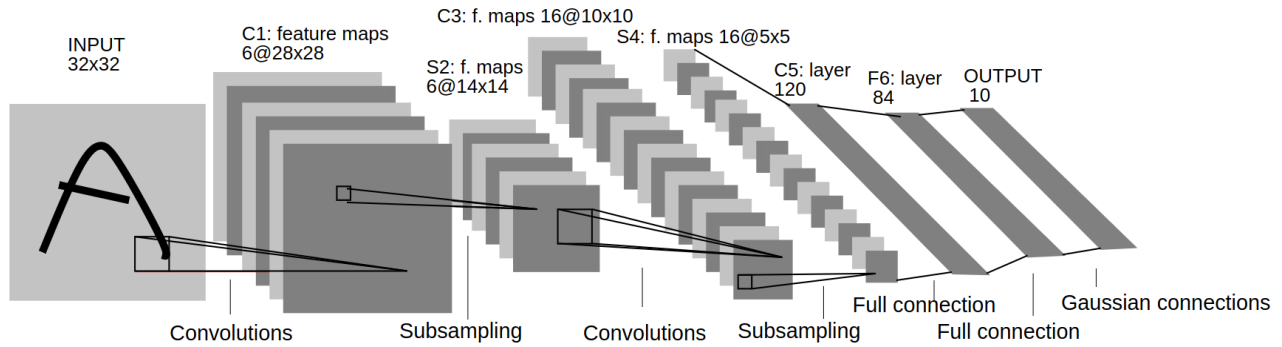 INPUT
32x32
C1: feature maps
6@28x28
S2: f. maps
6@14x14
C3: f. maps 16@10x10
S4: f. maps 16@5x5
C5: layer
120
F6: layer
84
OUTPUT
10
Convolutions
Subsampling
Convolutions
Subsampling
Full connection
Full connection
Gaussian connections